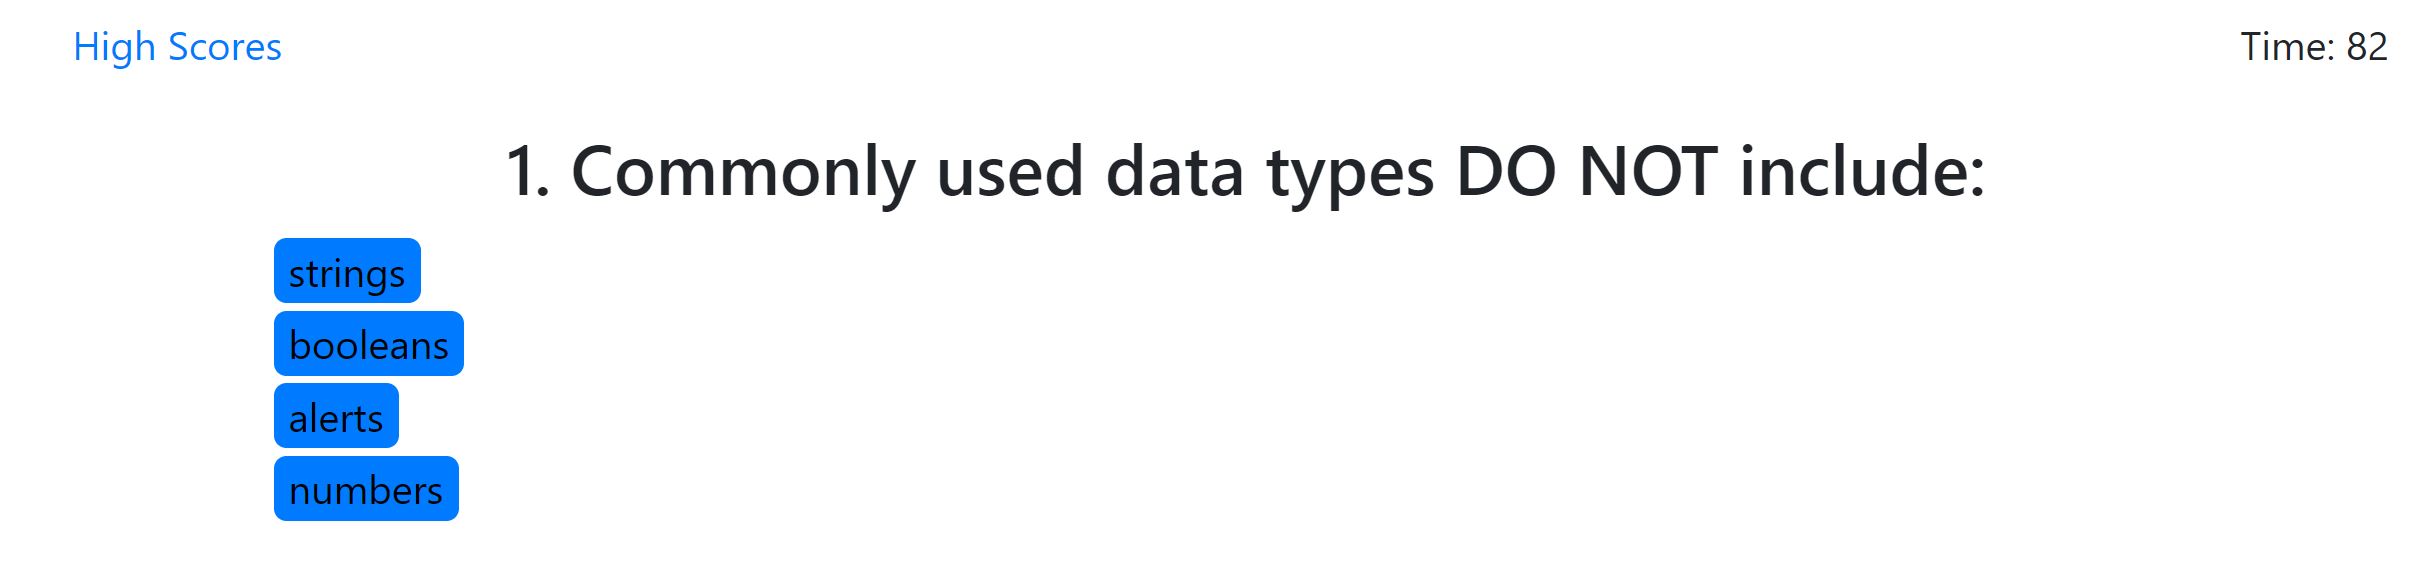 High Scores
Time: 82
1. Commonly used data types DO NOT include:
strings
booleans
alerts
numbers